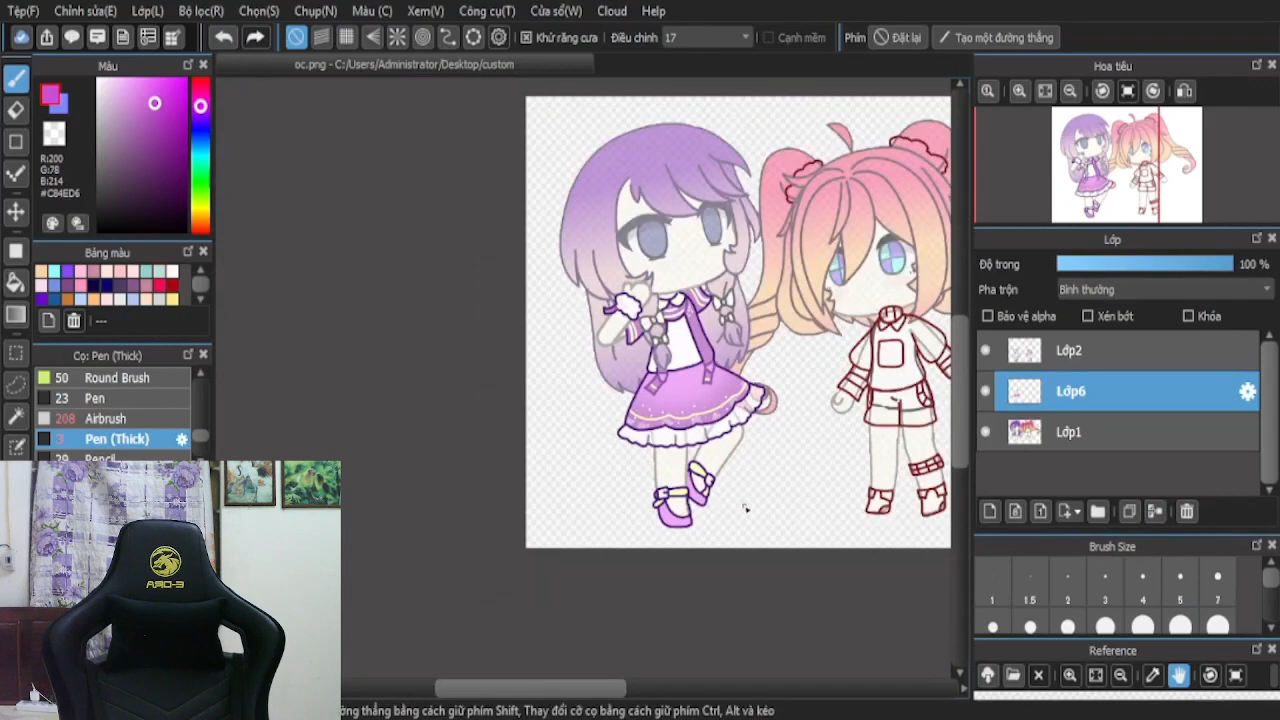 Tệp(F) Chỉnh sửa(E) Lớp(L) Bộ lọc(R) Chọn(S) Chụp(N) Màu (C) Xem(V) Công cụ(T) Cửa sổ(W) Cloud Help
Khử răng cưa Điều chỉnh 17 Cạnh mềm Phím Đặt lại Tạo một đường thẳng
oc.png - C:/Users/Administrator/Desktop/custom
Màu
R:200
G:78
B:214
#C84ED6
Bảng màu
---
Cọ: Pen (Thick)
50 Round Brush
23 Pen
208 Airbrush
3 Pen (Thick)
29 Pencil
Hoa tiêu
Lớp
Độ trong 100 %
Pha trộn Bình thường
Bảo vệ alpha Xén bớt Khóa
Lớp2
Lớp6
Lớp1
Brush Size
1 1.5 2 3 4 5 7
Reference
thẳng bằng cách giữ phím Shift, Thay đổi cỡ cọ bằng cách giữ phím Ctrl, Alt và kéo